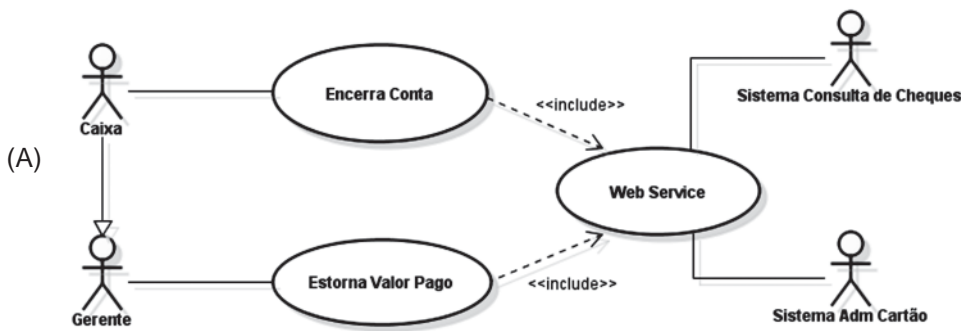 Sistema Consulta de Cheques
Encerra Conta
<<include>>
Caixa
(A)
Web Service
Estorna Valor Pago
<<include>>
Gerente
Sistema Adm Cartão